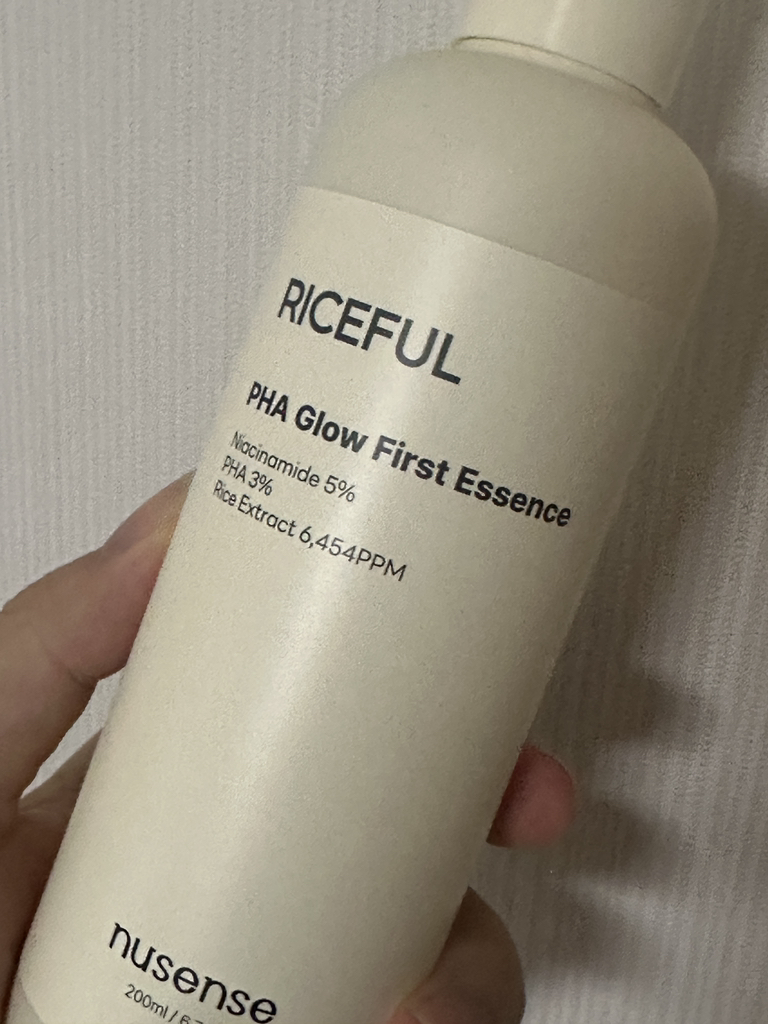 RICEFUL
PHA Glow First Essence
Niacinamide 5%
PHA 3%
Rice Extract 6,454PPM
nusense
200ml /